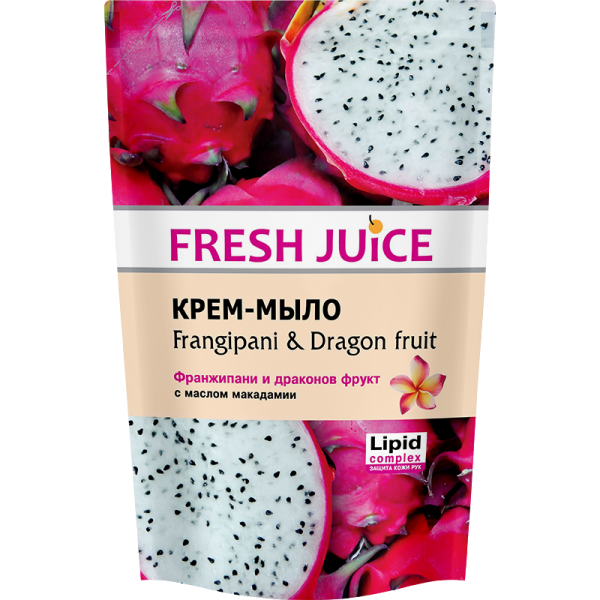 FRESH JUICE
КРЕМ-МЫЛО
Frangipani & Dragon fruit
Франжипани и драконов фрукт
с маслом макадамии
Lipid
complex
ЗАЩИТА КОЖИ РУК